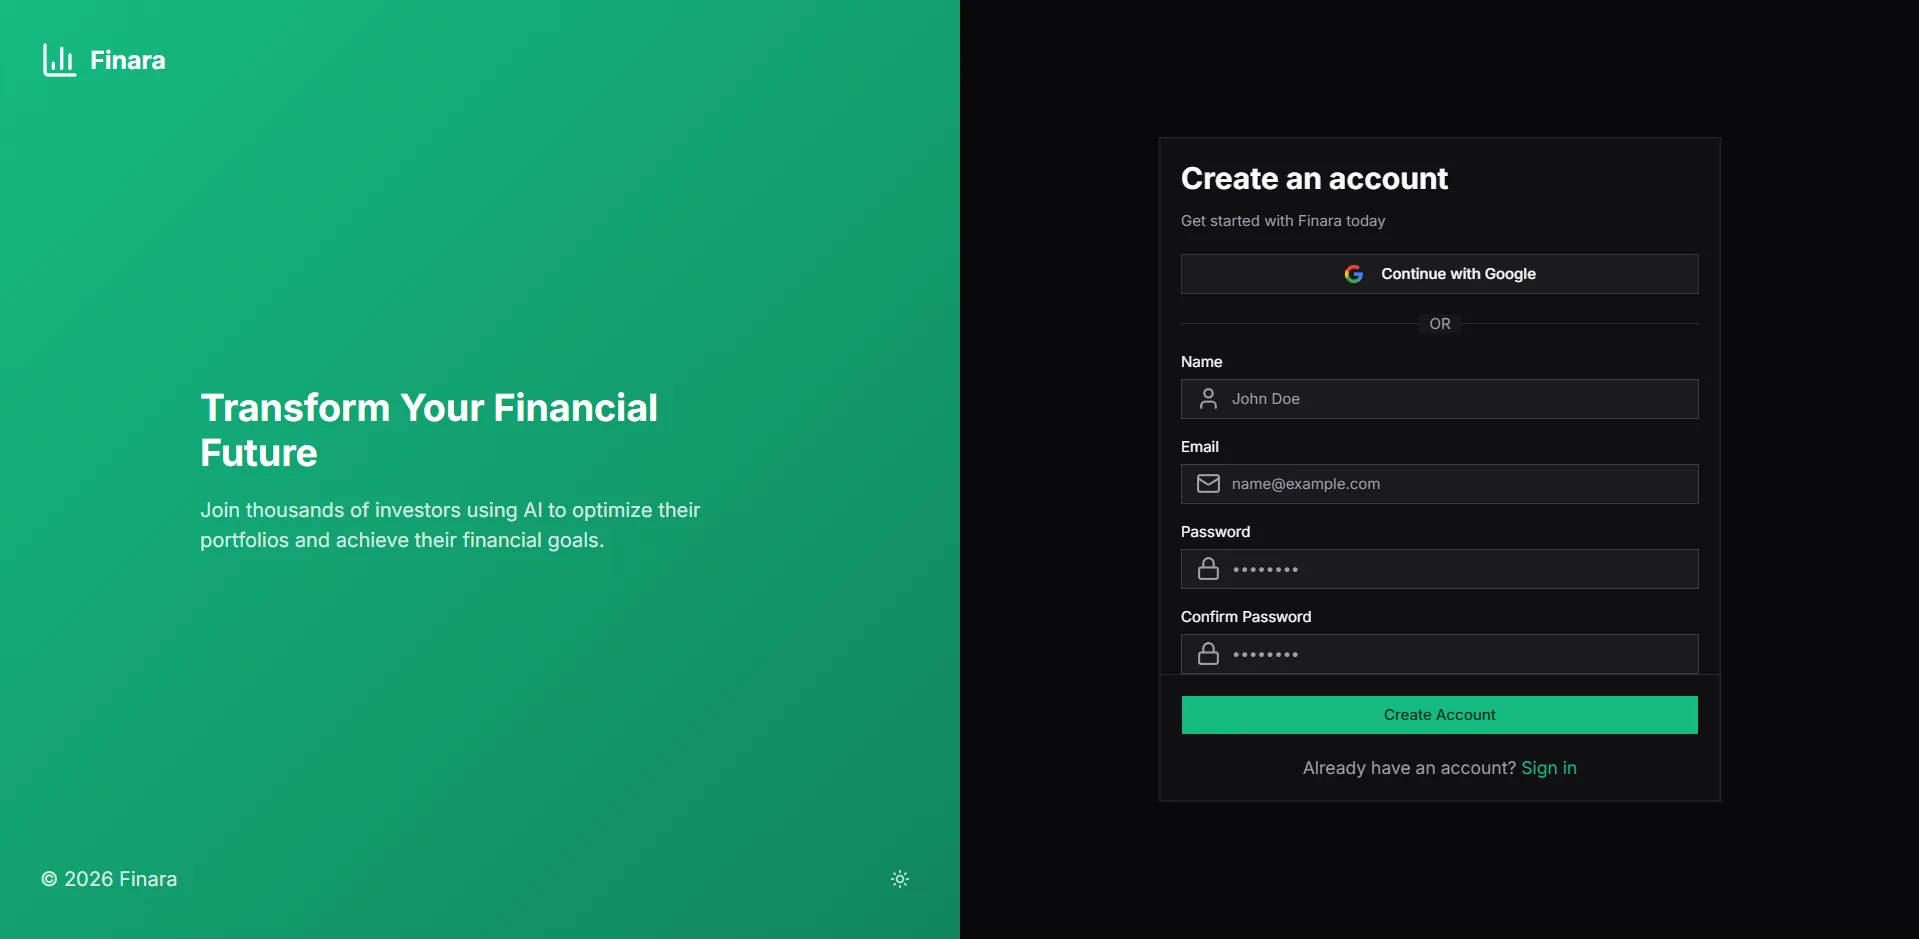 Finara
Transform Your Financial
Future
Join thousands of investors using AI to optimize their
portfolios and achieve their financial goals.
© 2026 Finara
Create an account
Get started with Finara today
Continue with Google
OR
Name
John Doe
Email
name@example.com
Password
••••••••
Confirm Password
••••••••
Create Account
Already have an account? Sign in